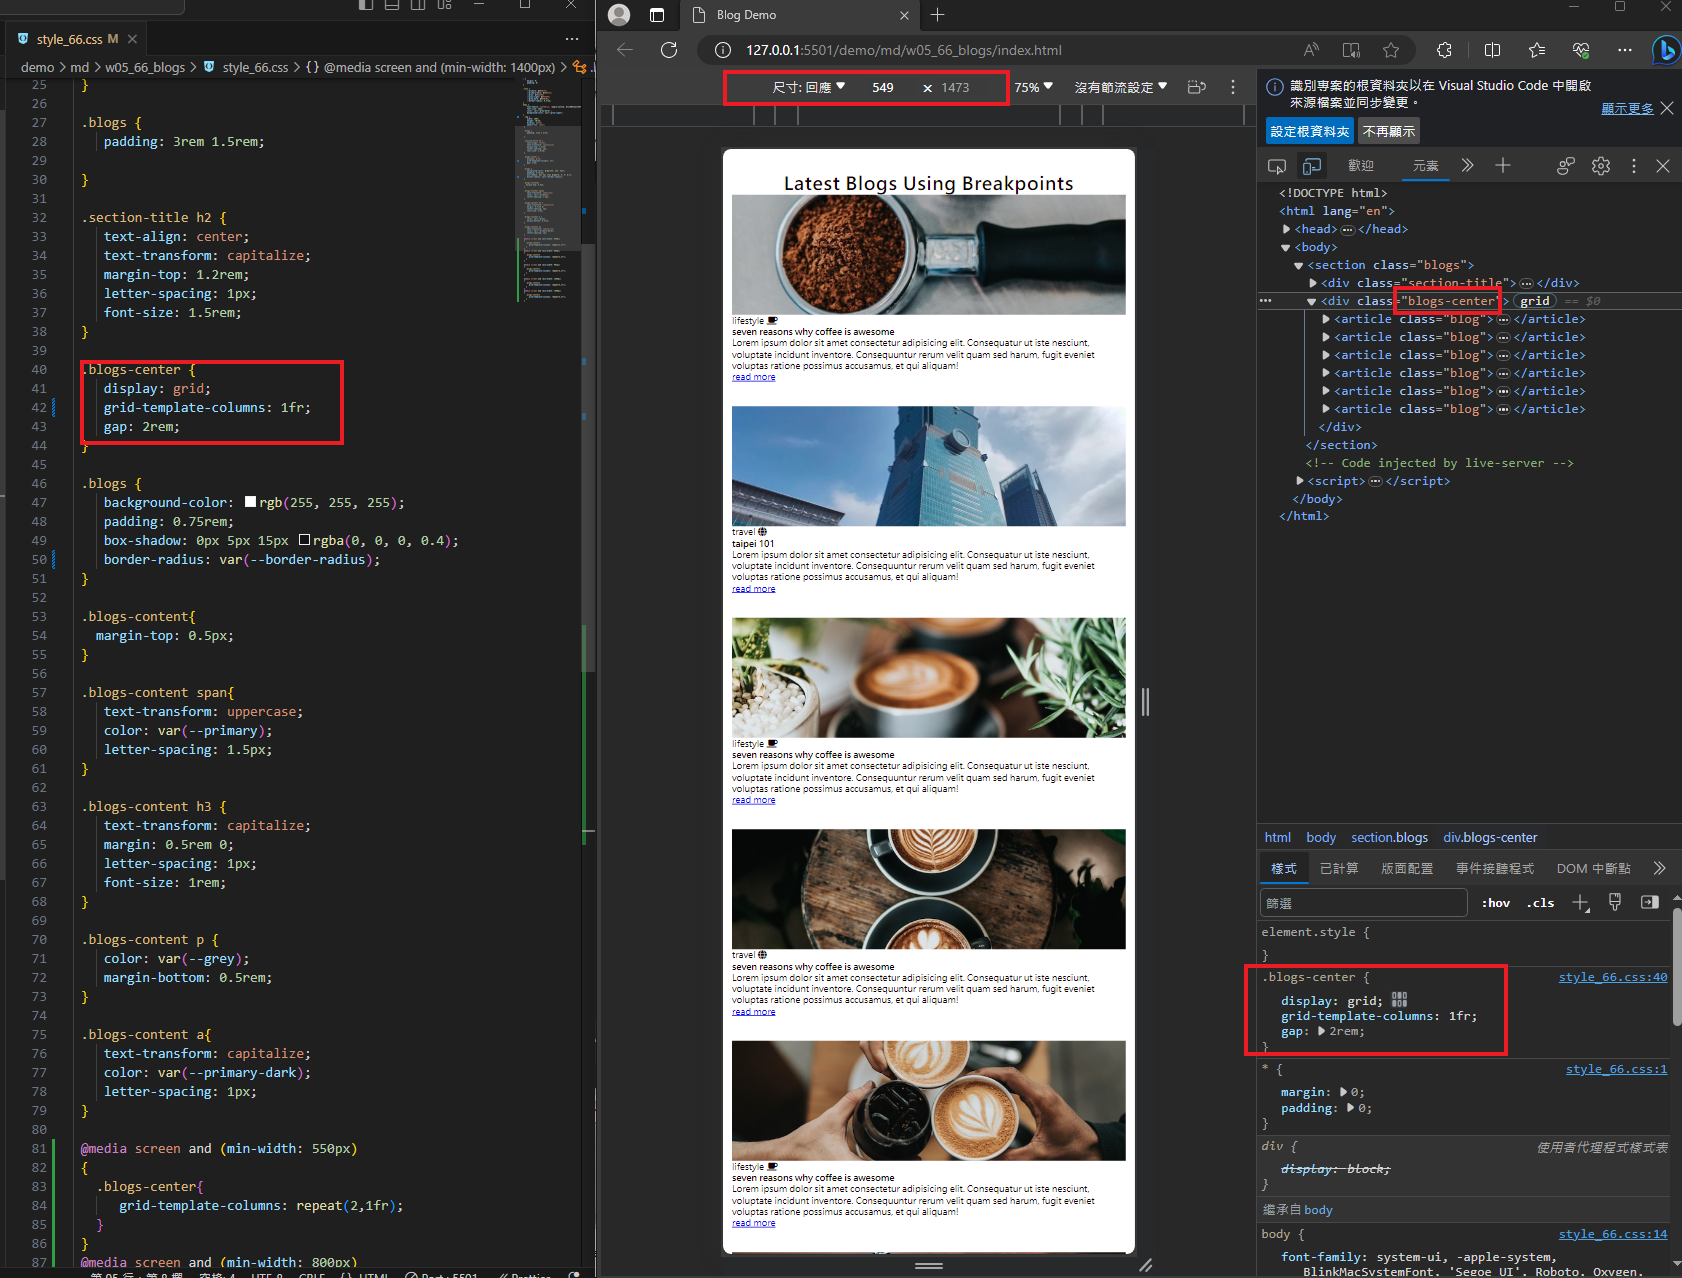 style_66.css M
demo > md > w05_66_blogs > style_66.css > {} @media screen and (min-width: 1400px) >
25 }
26
27 .blogs {
28 padding: 3rem 1.5rem;
29
30 }
31
32 .section-title h2 {
33 text-align: center;
34 text-transform: capitalize;
35 margin-top: 1.2rem;
36 letter-spacing: 1px;
37 font-size: 1.5rem;
38 }
39
40 .blogs-center {
41 display: grid;
42 grid-template-columns: 1fr;
43 gap: 2rem;
44 }
45
46 .blogs {
47 background-color: rgb(255, 255, 255);
48 padding: 0.75rem;
49 box-shadow: 0px 5px 15px rgba(0, 0, 0, 0.4);
50 border-radius: var(--border-radius);
51 }
52
53 .blogs-content{
54 margin-top: 0.5px;
55 }
56
57 .blogs-content span{
58 text-transform: uppercase;
59 color: var(--primary);
60 letter-spacing: 1.5px;
61 }
62
63 .blogs-content h3 {
64 text-transform: capitalize;
65 margin: 0.5rem 0;
66 letter-spacing: 1px;
67 font-size: 1rem;
68 }
69
70 .blogs-content p {
71 color: var(--grey);
72 margin-bottom: 0.5rem;
73 }
74
75 .blogs-content a{
76 text-transform: capitalize;
77 color: var(--primary-dark);
78 letter-spacing: 1px;
79 }
80
81 @media screen and (min-width: 550px)
82 {
83 .blogs-center{
84 grid-template-columns: repeat(2,1fr);
85 }
86 }
87 @media screen and (min-width: 800px)
Blog Demo
127.0.0.1:5501/demo/md/w05_66_blogs/index.html
尺寸: 回應 549 × 1473 75% 沒有節流設定
Latest Blogs Using Breakpoints
lifestyle
seven reasons why coffee is awesome
Lorem ipsum dolor sit amet consectetur adipisicing elit. Consequatur ut iste nesciunt,
voluptate incidunt inventore. Consequuntur rerum velit quam sed harum, fugit eveniet
voluptas ratione possimus accusamus, et qui aliquam!
read more
travel
taipei 101
Lorem ipsum dolor sit amet consectetur adipisicing elit. Consequatur ut iste nesciunt,
voluptate incidunt inventore. Consequuntur rerum velit quam sed harum, fugit eveniet
voluptas ratione possimus accusamus, et qui aliquam!
read more
lifestyle
seven reasons why coffee is awesome
Lorem ipsum dolor sit amet consectetur adipisicing elit. Consequatur ut iste nesciunt,
voluptate incidunt inventore. Consequuntur rerum velit quam sed harum, fugit eveniet
voluptas ratione possimus accusamus, et qui aliquam!
read more
travel
seven reasons why coffee is awesome
Lorem ipsum dolor sit amet consectetur adipisicing elit. Consequatur ut iste nesciunt,
voluptate incidunt inventore. Consequuntur rerum velit quam sed harum, fugit eveniet
voluptas ratione possimus accusamus, et qui aliquam!
read more
lifestyle
seven reasons why coffee is awesome
Lorem ipsum dolor sit amet consectetur adipisicing elit. Consequatur ut iste nesciunt,
voluptate incidunt inventore. Consequuntur rerum velit quam sed harum, fugit eveniet
voluptas ratione possimus accusamus, et qui aliquam!
read more
識別專案的根資料夾以在 Visual Studio Code 中開啟
來源檔案並同步變更。
顯示更多
設定根資料夾 不再顯示
歡迎 元素
<!DOCTYPE html>
<html lang="en">
<head> ⋯ </head>
<body>
<section class="blogs">
<div class="section-title"> ⋯ </div>
<div class="blogs-center"> grid == $0
<article class="blog"> ⋯ </article>
<article class="blog"> ⋯ </article>
<article class="blog"> ⋯ </article>
<article class="blog"> ⋯ </article>
<article class="blog"> ⋯ </article>
<article class="blog"> ⋯ </article>
</div>
</section>
<!-- Code injected by live-server -->
<script> ⋯ </script>
</body>
</html>
html body section.blogs div.blogs-center
樣式 已計算 版面配置 事件接聽程式 DOM 中斷點
篩選 :hov .cls
element.style {
}
.blogs-center { style_66.css:40
display: grid;
grid-template-columns: 1fr;
gap: 2rem;
}
* { style_66.css:1
margin: 0;
padding: 0;
}
div { 使用者代理程式樣式表
display: block;
}
繼承自 body
body { style_66.css:14
font-family: system-ui, -apple-system,
BlinkMacSystemFont, 'Segoe UI', Roboto, Oxygen,